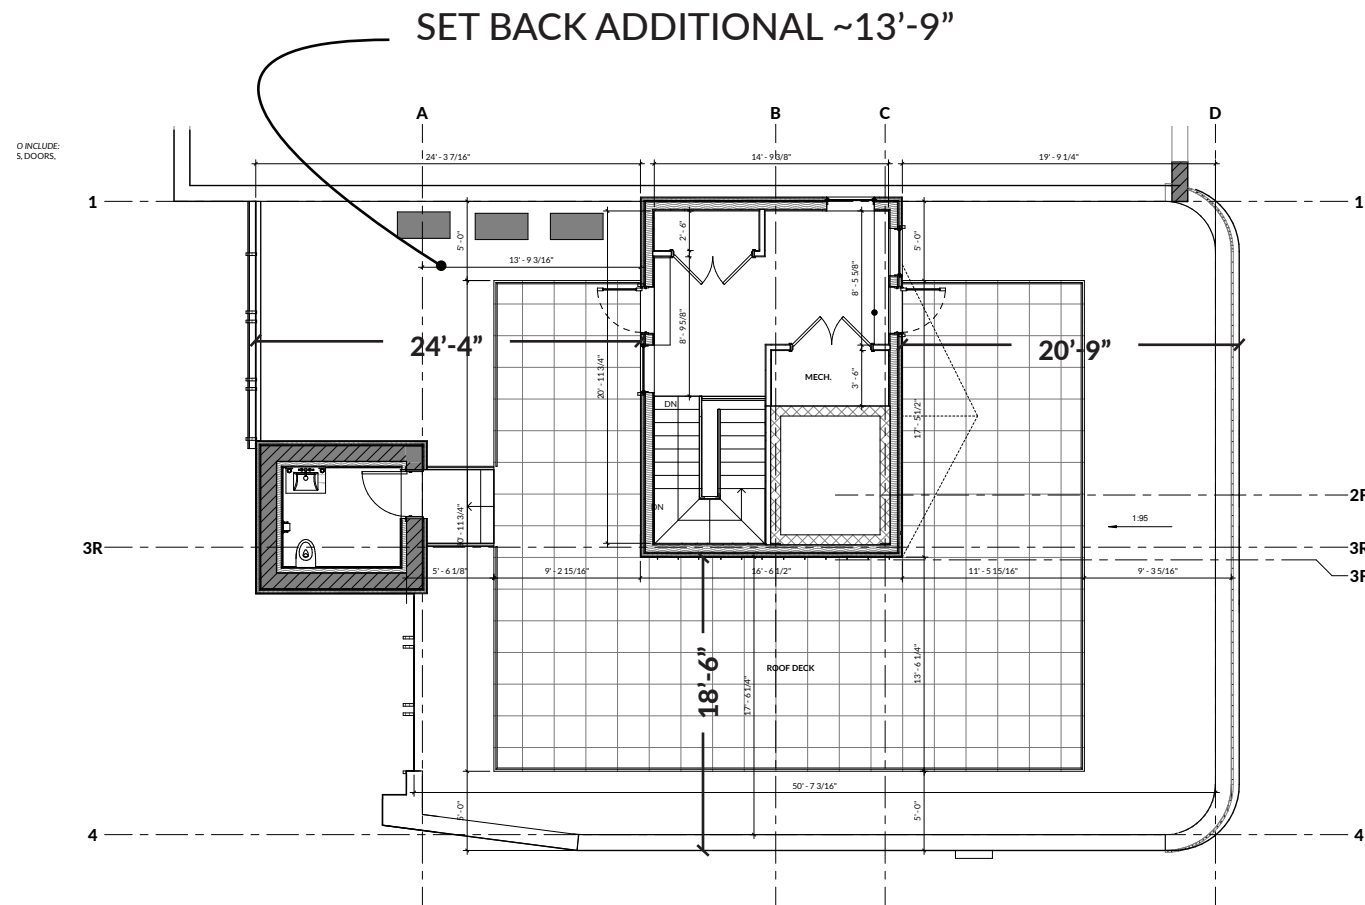 SET BACK ADDITIONAL ~13’-9”
A
B
C
D
O INCLUDE:
S, DOORS,
24' - 3 7/16"
14' - 9 3/8"
19' - 9 1/4"
1
1
5' - 0"
2' - 6"
5' - 0"
13' - 9 3/16"
8' - 5 5/8"
8' - 9 5/8"
24’-4”
20’-9”
20' - 11 3/4"
MECH.
3' - 6"
DN
17' - 5 1/2"
2R
DN
1:95
3R
3R
3R
5' - 6 1/8"
9' - 2 15/16"
16' - 6 1/2"
11' - 5 15/16"
9' - 3 5/16"
18’-6”
ROOF DECK
17' - 6 1/4"
13' - 6 1/4"
50' - 7 3/16"
5' - 0"
5' - 0"
4
4